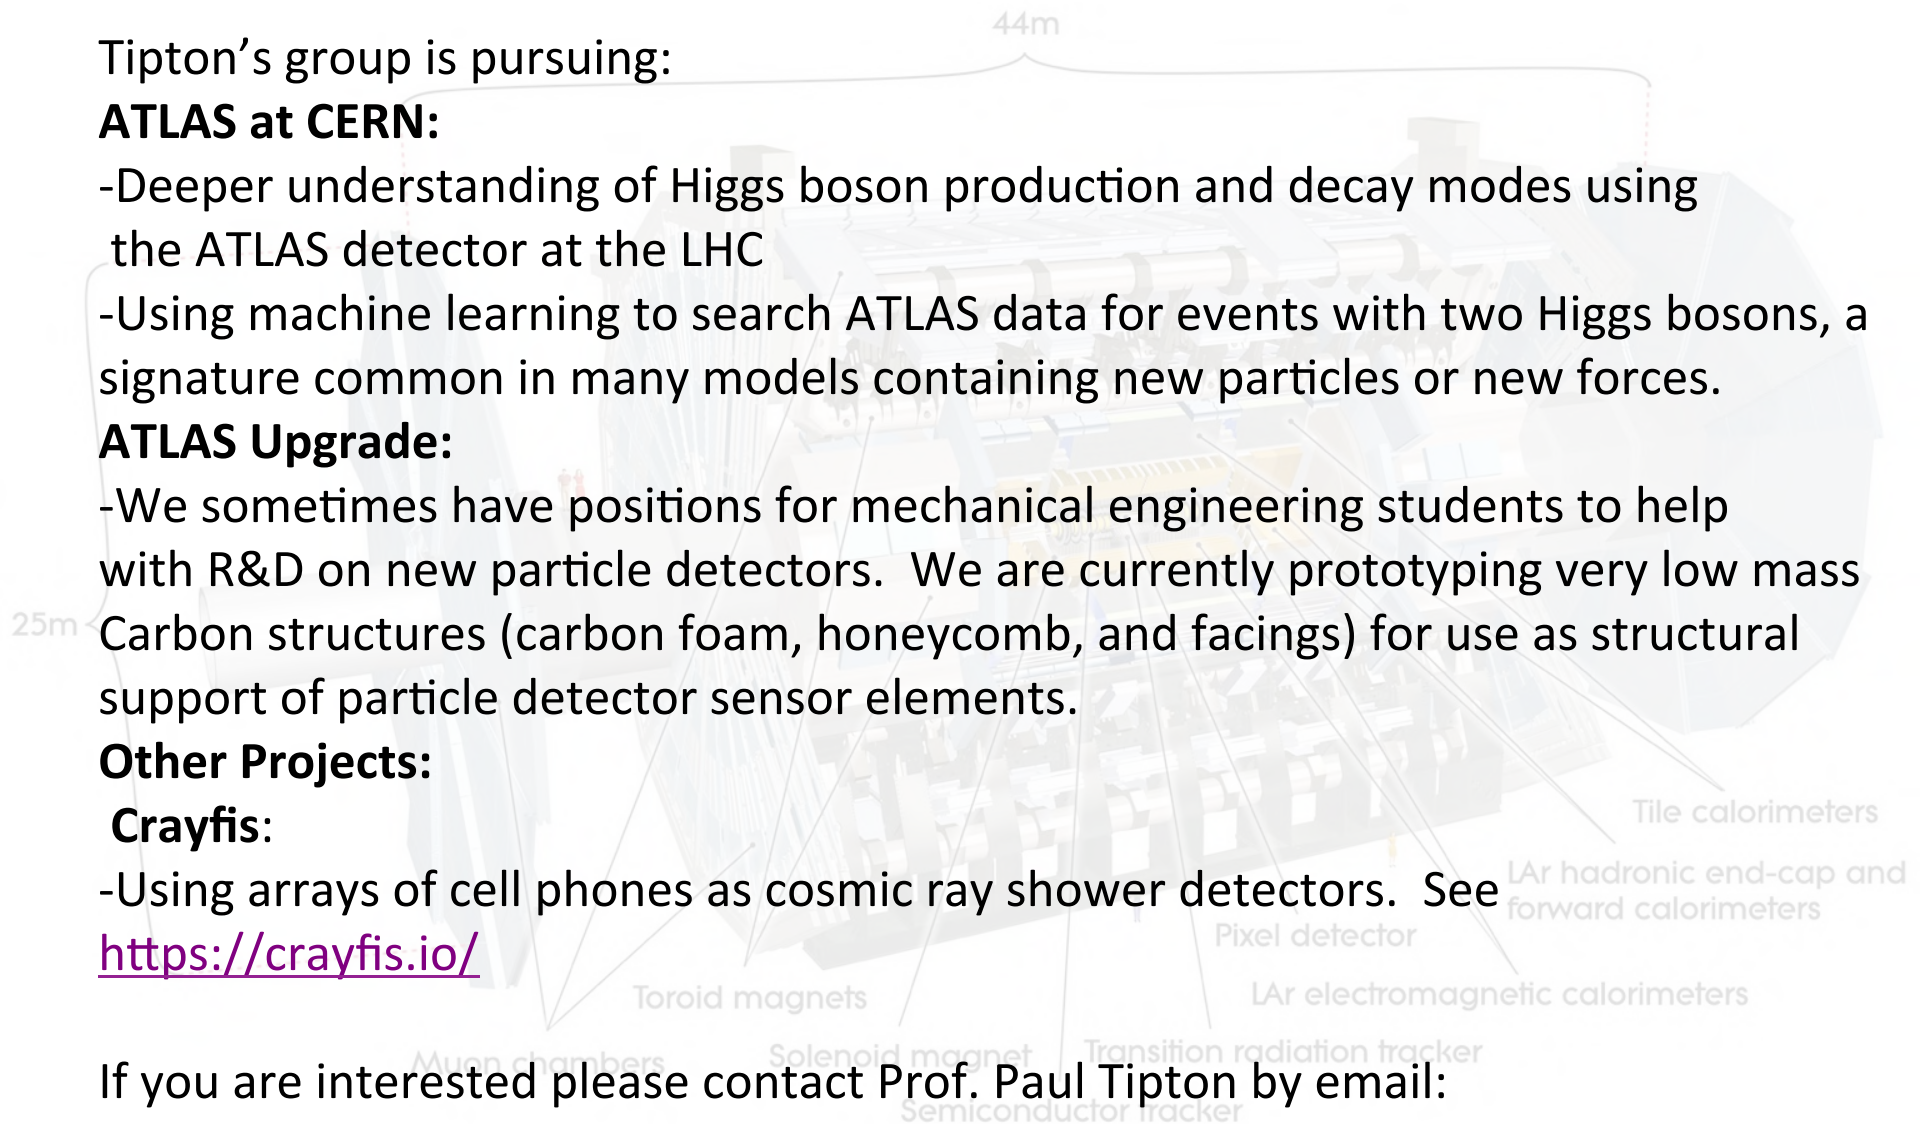 44m
Tipton’s group is pursuing:
ATLAS at CERN:
-Deeper understanding of Higgs boson production and decay modes using
the ATLAS detector at the LHC
-Using machine learning to search ATLAS data for events with two Higgs bosons, a
signature common in many models containing new particles or new forces.
ATLAS Upgrade:
-We sometimes have positions for mechanical engineering students to help
with R&D on new particle detectors.  We are currently prototyping very low mass
25m
Carbon structures (carbon foam, honeycomb, and facings) for use as structural
support of particle detector sensor elements.
Other Projects:
Crayfis:
-Using arrays of cell phones as cosmic ray shower detectors.  See
https://crayfis.io/
Tile calorimeters
LAr hadronic end-cap and
forward calorimeters
Pixel detector
LAr electromagnetic calorimeters
Toroid magnets
Muon chambers
Solenoid magnet
Transition radiation tracker
Semiconductor tracker
If you are interested please contact Prof. Paul Tipton by email: